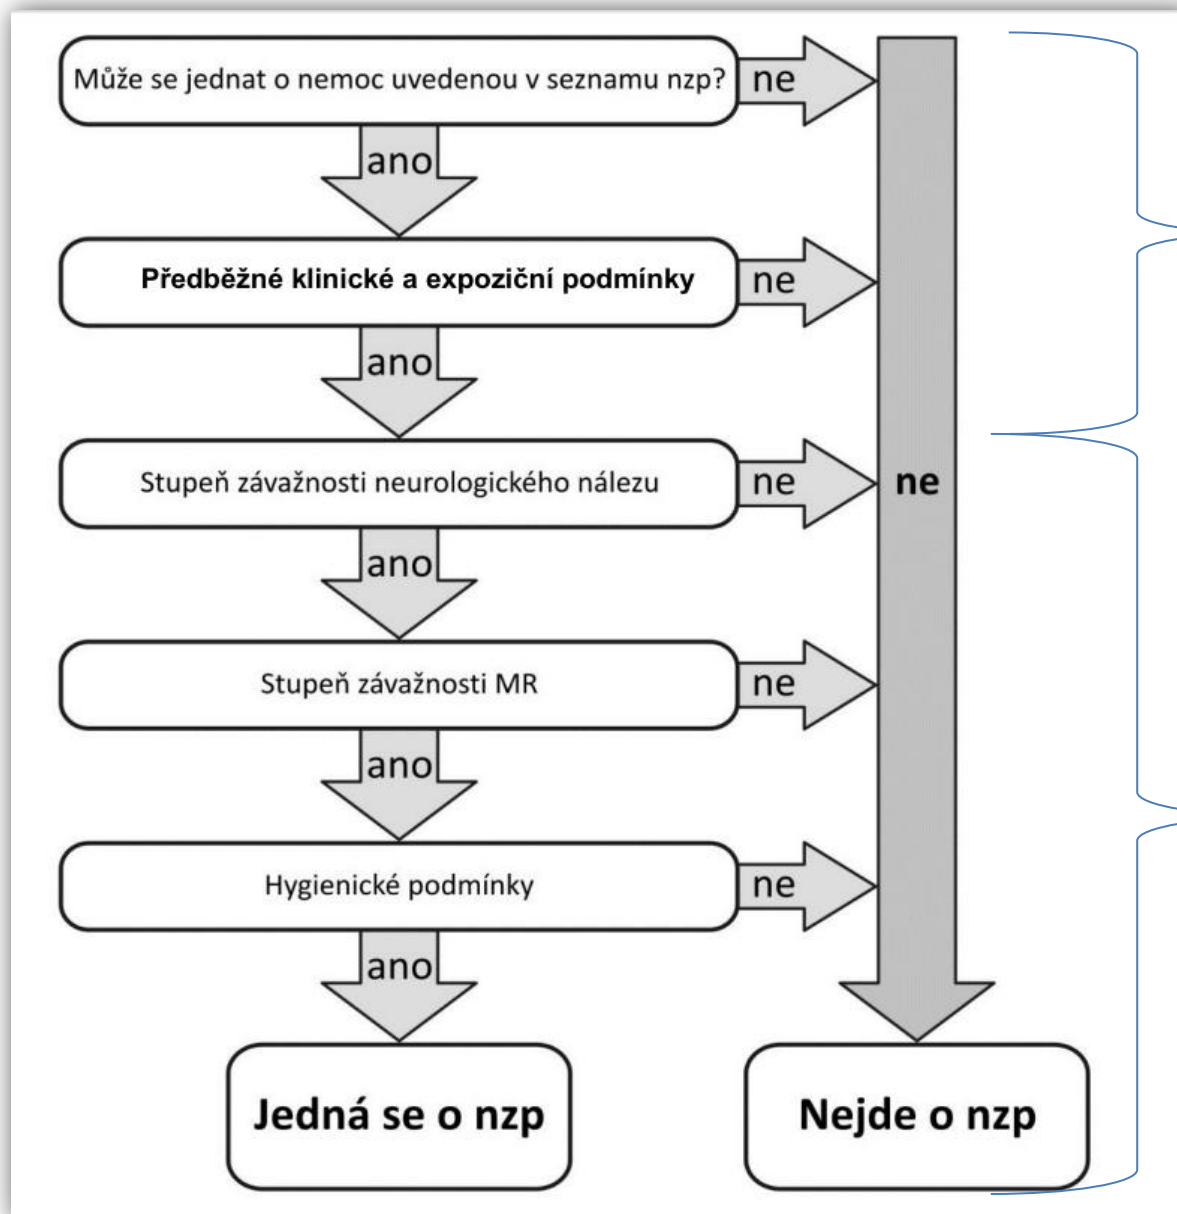 Může se jednat o nemoc uvedenou v seznamu nzp?
ne
ano
Předběžné klinické a expoziční podmínky
ne
ano
Stupeň závažnosti neurologického nálezu
ne
ne
ano
Stupeň závažnosti MR
ne
ano
Hygienické podmínky
ne
ano
Jedná se o nzp
Nejde o nzp